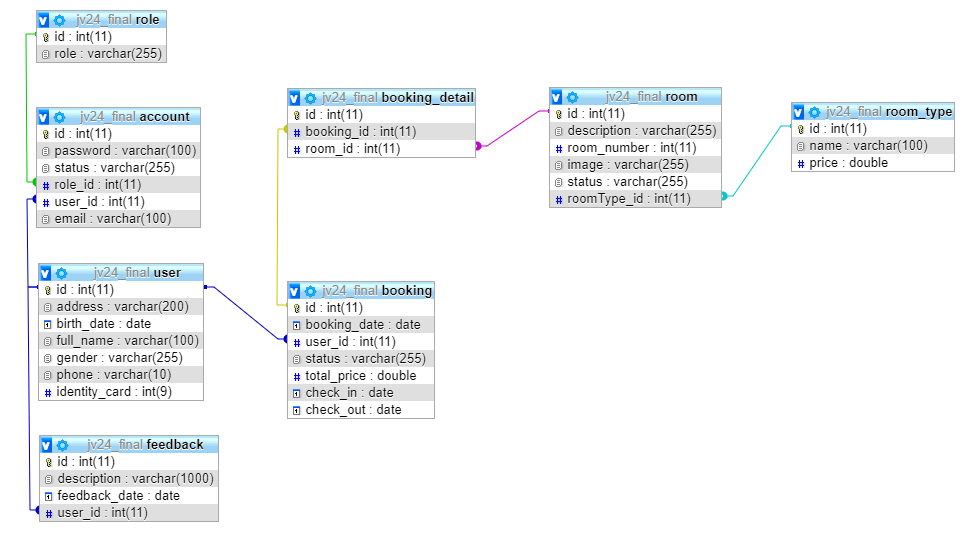 jv24_final role
id : int(11)
role : varchar(255)
jv24_final account
id : int(11)
password : varchar(100)
status : varchar(255)
role_id : int(11)
user_id : int(11)
email : varchar(100)
jv24_final user
id : int(11)
address : varchar(200)
birth_date : date
full_name : varchar(100)
gender : varchar(255)
phone : varchar(10)
identity_card : int(9)
jv24_final feedback
id : int(11)
description : varchar(1000)
feedback_date : date
user_id : int(11)
jv24_final booking_detail
id : int(11)
booking_id : int(11)
room_id : int(11)
jv24_final booking
id : int(11)
booking_date : date
user_id : int(11)
status : varchar(255)
total_price : double
check_in : date
check_out : date
jv24_final room
id : int(11)
description : varchar(255)
room_number : int(11)
image : varchar(255)
status : varchar(255)
roomType_id : int(11)
jv24_final room_type
id : int(11)
name : varchar(100)
price : double